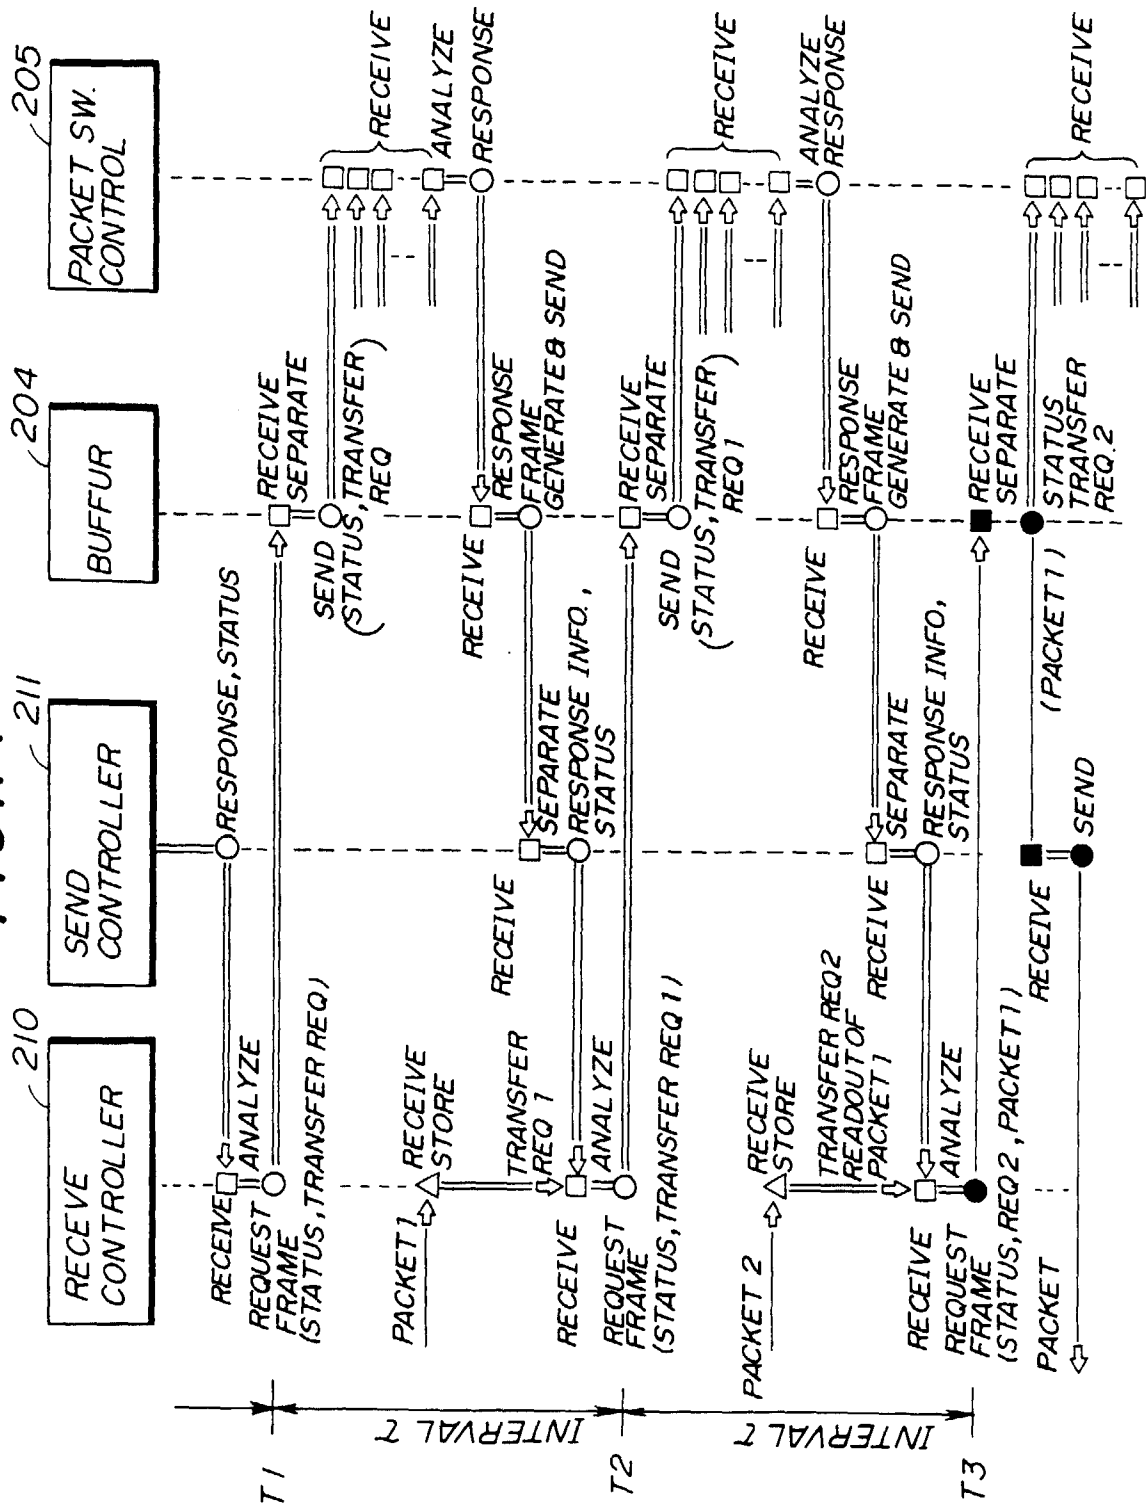 210
RECEVE
CONTROLLER
211
SEND
CONTROLLER
204
BUFFUR
205
PACKET SW.
CONTROL
T1
RECEIVE
ANALYZE
REQUEST
FRAME
(STATUS, TRANSFER REQ)
RESPONSE, STATUS
RECEIVE
SEPARATE
SEND
(STATUS, TRANSFER)
REQ
RECEIVE
ANALYZE
RESPONSE
INTERVAL τ
PACKET 1
RECEIVE
STORE
TRANSFER
REQ 1
RECEIVE
RESPONSE
FRAME
GENERATE & SEND
RECEIVE
SEPARATE
RESPONSE INFO.,
STATUS
RECEIVE
ANALYZE
T2
REQUEST
FRAME
(STATUS, TRANSFER REQ 1)
RECEIVE
SEPARATE
SEND
(STATUS, TRANSFER)
REQ 1
RECEIVE
ANALYZE
RESPONSE
INTERVAL τ
PACKET 2
RECEIVE
STORE
TRANSFER REQ2
READOUT OF
PACKET 1
RECEIVE
RESPONSE
FRAME
GENERATE & SEND
RECEIVE
SEPARATE
RESPONSE INFO,
STATUS
RECEIVE
ANALYZE
T3
REQUEST
FRAME
(STATUS, REQ2, PACKET 1)
RECEIVE
SEPARATE
STATUS
TRANSFER
REQ.2
(PACKET 1)
RECEIVE
RECEIVE
SEND
PACKET